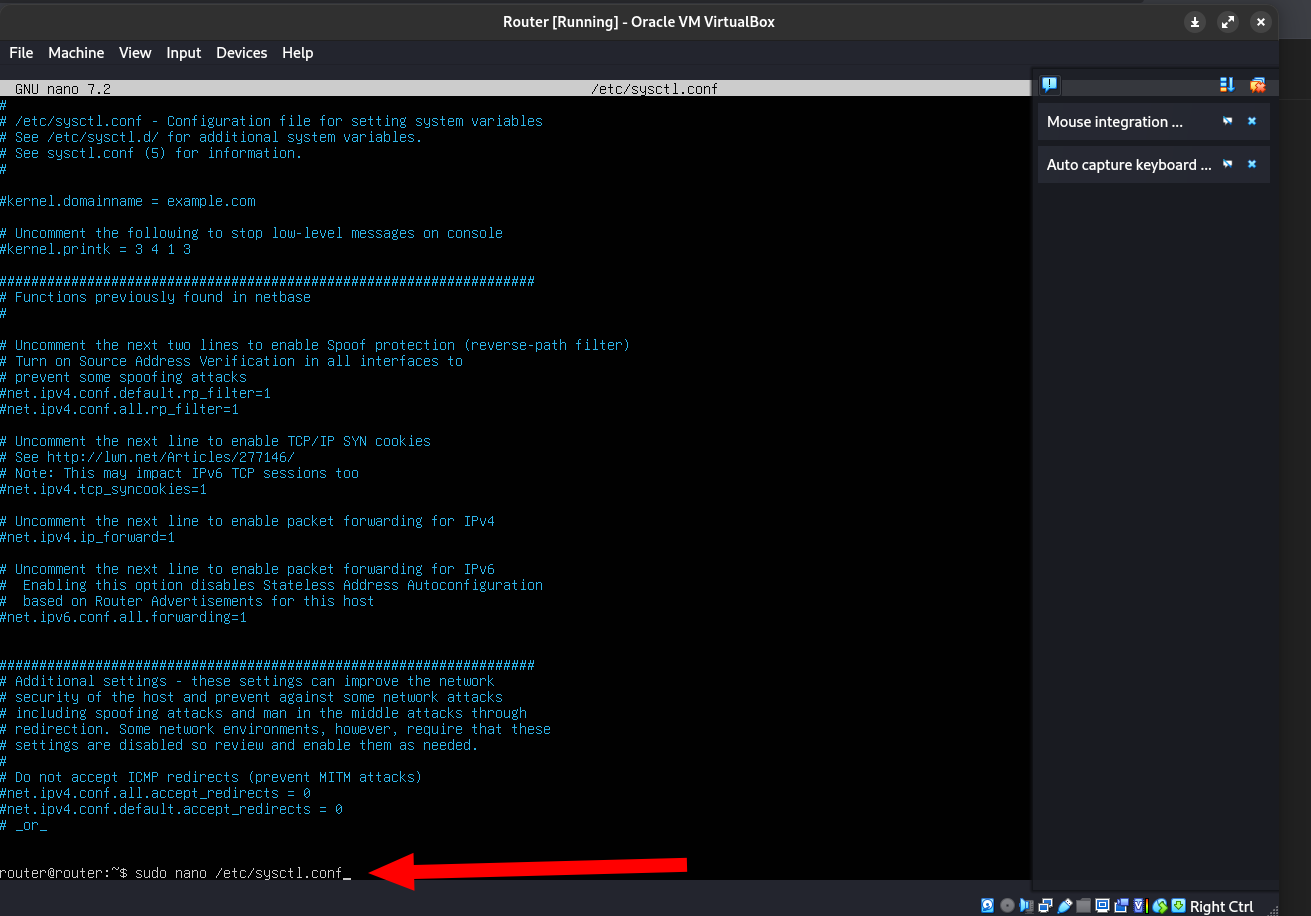 Router [Running] - Oracle VM VirtualBox
File Machine View Input Devices Help
GNU nano 7.2 /etc/sysctl.conf
#
# /etc/sysctl.conf - Configuration file for setting system variables
# See /etc/sysctl.d/ for additional system variables.
# See sysctl.conf (5) for information.
#
#kernel.domainname = example.com
# Uncomment the following to stop low-level messages on console
#kernel.printk = 3 4 1 3
###################################################################
# Functions previously found in netbase
#
# Uncomment the next two lines to enable Spoof protection (reverse-path filter)
# Turn on Source Address Verification in all interfaces to
# prevent some spoofing attacks
#net.ipv4.conf.default.rp_filter=1
#net.ipv4.conf.all.rp_filter=1
# Uncomment the next line to enable TCP/IP SYN cookies
# See http://lwn.net/Articles/277146/
# Note: This may impact IPv6 TCP sessions too
#net.ipv4.tcp_syncookies=1
# Uncomment the next line to enable packet forwarding for IPv4
#net.ipv4.ip_forward=1
# Uncomment the next line to enable packet forwarding for IPv6
#  Enabling this option disables Stateless Address Autoconfiguration
#  based on Router Advertisements for this host
#net.ipv6.conf.all.forwarding=1
###################################################################
# Additional settings - these settings can improve the network
# security of the host and prevent against some network attacks
# including spoofing attacks and man in the middle attacks through
# redirection. Some network environments, however, require that these
# settings are disabled so review and enable them as needed.
#
# Do not accept ICMP redirects (prevent MITM attacks)
#net.ipv4.conf.all.accept_redirects = 0
#net.ipv4.conf.default.accept_redirects = 0
# _or_
router@router:~$ sudo nano /etc/sysctl.conf_
Mouse integration ...
Auto capture keyboard ...
Right Ctrl